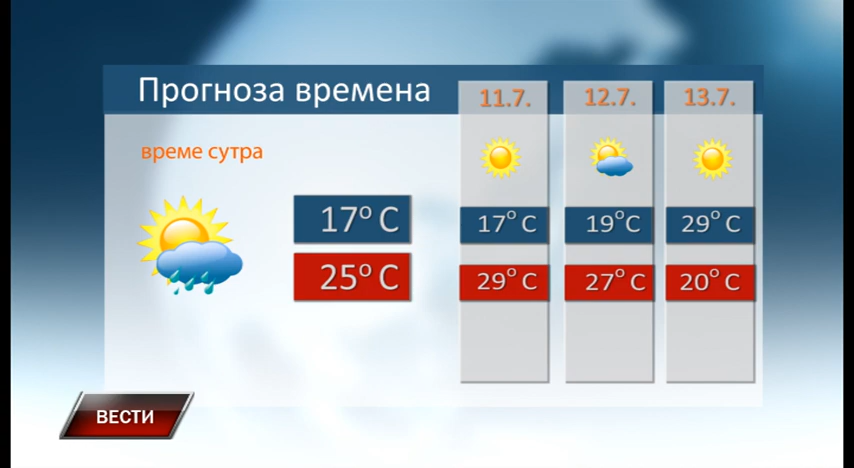 Прогноза времена
11.7. 12.7. 13.7.
време сутра
17° C 17° C 19°C 29° C
25° C 29° C 27° C 20° C
ВЕСТИ